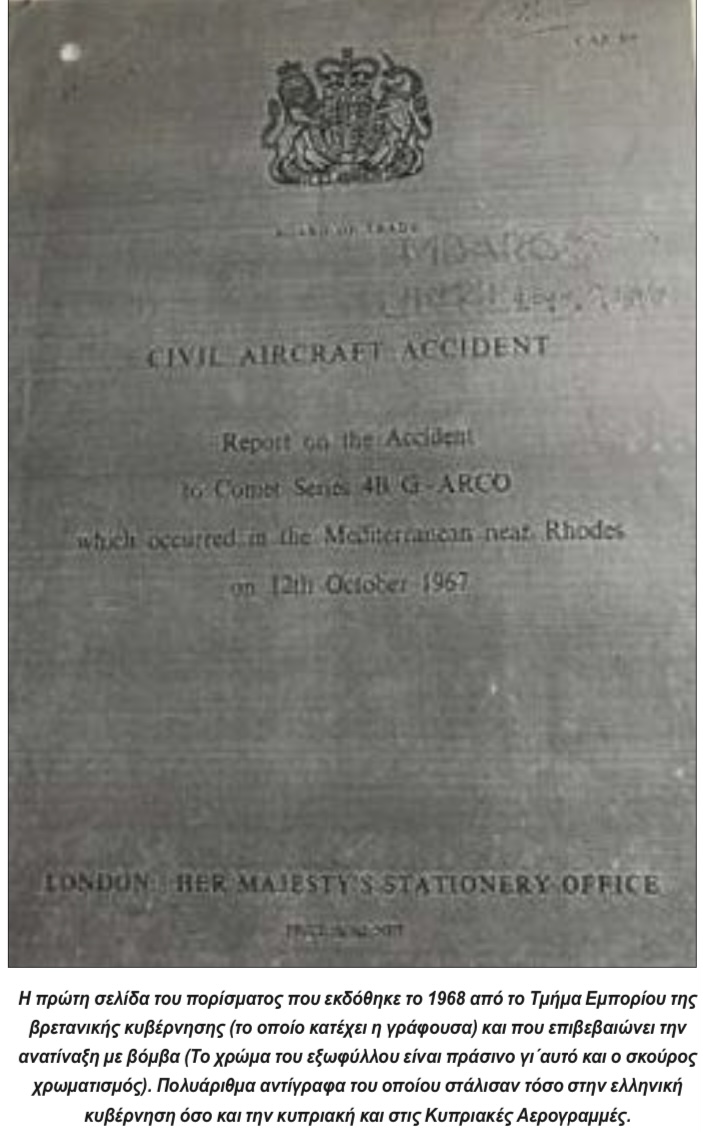 BOARD OF TRADE
CIVIL AIRCRAFT ACCIDENT
Report on the Accident
to Comet Series 4B G-ARCO
which occurred in the Mediterranean near Rhodes
on 12th October 1967
LONDON: HER MAJESTY'S STATIONERY OFFICE
Η πρώτη σελίδα του πορίσματος που εκδόθηκε το 1968 από το Τμήμα Εμπορίου της
βρετανικής κυβέρνησης (το οποίο κατέχει η γράφουσα) και που επιβεβαιώνει την
ανατίναξη με βόμβα (Το χρώμα του εξωφύλλου είναι πράσινο γι΄αυτό και ο σκούρος
χρωματισμός). Πολυάριθμα αντίγραφα του οποίου στάλισαν τόσο στην ελληνική
κυβέρνηση όσο και την κυπριακή και στις Κυπριακές Αερογραμμές.